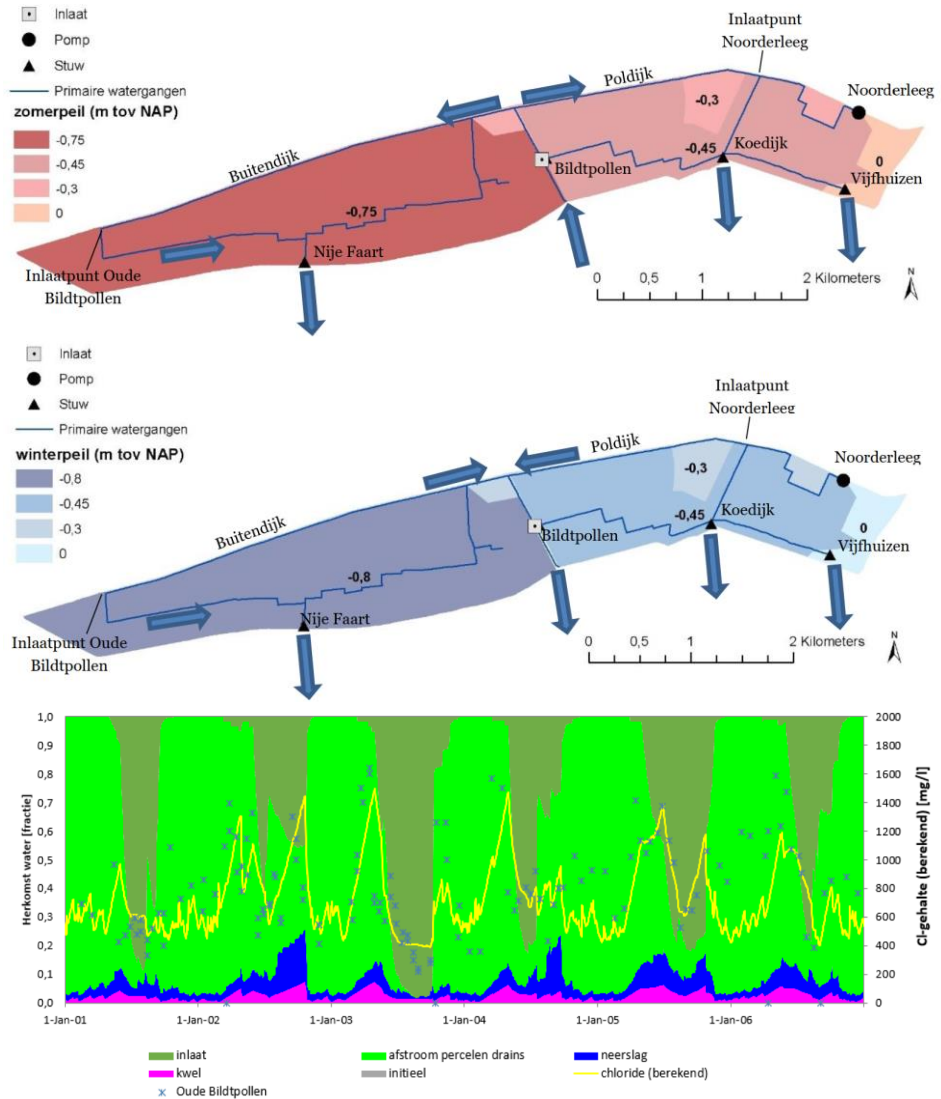 Inlaat
Pomp
Stuw
Primaire watergangen
zomerpeil (m tov NAP)
-0,75
-0,45
-0,3
0
Inlaatpunt
Noorderleeg
Poldijk
Noorderleeg
-0,3
Koedijk
-0,45
0
Vijfhuizen
Buitendijk
Bildtpollen
-0,75
Nije Faart
Inlaatpunt Oude
Bildtpollen
0 0,5 1 2 Kilometers
N
Inlaat
Pomp
Stuw
Primaire watergangen
winterpeil (m tov NAP)
-0,8
-0,45
-0,3
0
Inlaatpunt
Noorderleeg
Poldijk
Noorderleeg
-0,3
Koedijk
-0,45
0
Vijfhuizen
Buitendijk
Bildtpollen
-0,8
Nije Faart
Inlaatpunt Oude
Bildtpollen
0 0,5 1 2 Kilometers
N
Herkomst water [fractie]
1,0
0,9
0,8
0,7
0,6
0,5
0,4
0,3
0,2
0,1
0,0
2000
1800
1600
1400
1200
1000
800
600
400
200
0
Cl-gehalte (berekend) [mg/l]
1-Jan-01 1-Jan-02 1-Jan-03 1-Jan-04 1-Jan-05 1-Jan-06
inlaat afstroom percelen drains neerslag
kwel initieel chloride (berekend)
Oude Bildtpollen